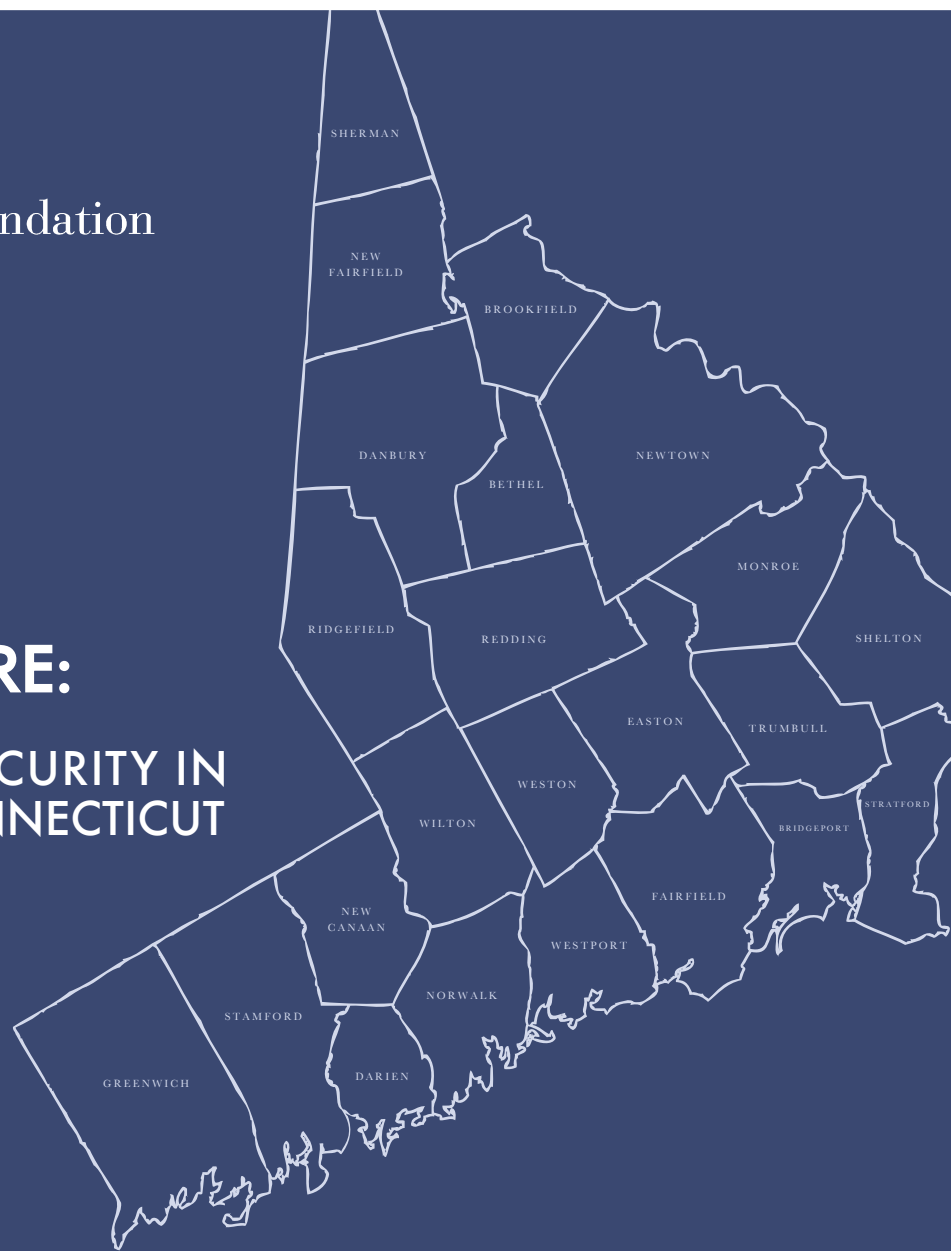 SHERMAN
ndation
NEW
FAIRFIELD
BROOKFIELD
DANBURY
NEWTOWN
BETHEL
MONROE
RIDGEFIELD
REDDING
SHELTON
RE:
EASTON
TRUMBULL
CURITY IN
NNECTICUT
WESTON
STRATFORD
WILTON
BRIDGEPORT
FAIRFIELD
NEW
CANAAN
WESTPORT
NORWALK
STAMFORD
DARIEN
GREENWICH